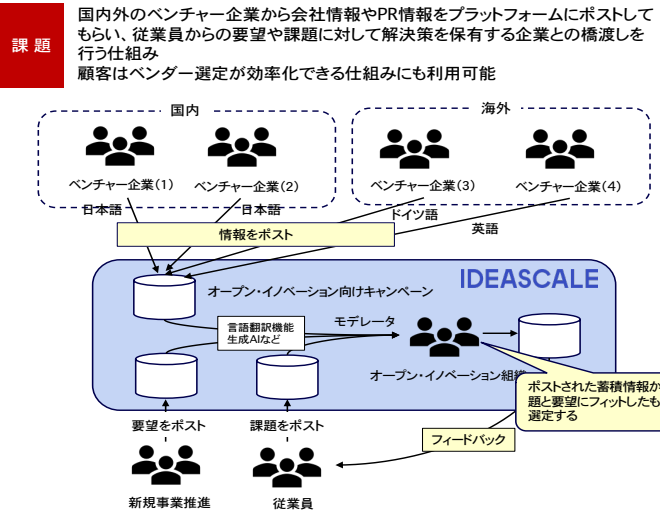 課 題
国内外のベンチャー企業から会社情報やPR情報をプラットフォームにポストして
もらい、従業員からの要望や課題に対して解決策を保有する企業との橋渡しを
行う仕組み
顧客はベンダー選定が効率化できる仕組みにも利用可能
国内
海外
ベンチャー企業(1)
ベンチャー企業(2)
ベンチャー企業(3)
ベンチャー企業(4)
日本語
日本語
ドイツ語
英語
情報をポスト
IDEASCALE
オープン・イノベーション向けキャンペーン
言語翻訳機能
生成AIなど
モデレータ
オープン・イノベーション組
ポストされた蓄積情報か
題と要望にフィットしたも
選定する
要望をポスト
課題をポスト
フィードバック
新規事業推進
従業員